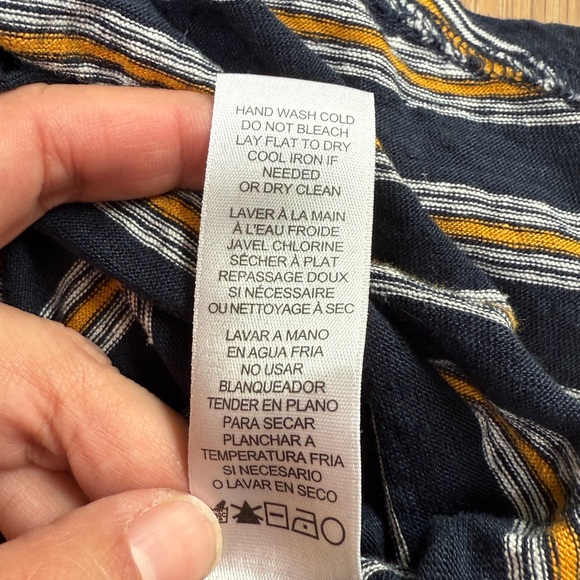 HAND WASH COLD
DO NOT BLEACH
LAY FLAT TO DRY
COOL IRON IF
NEEDED
OR DRY CLEAN
LAVER À LA MAIN
À L'EAU FROIDE
JAVEL CHLORINE
SÉCHER À PLAT
REPASSAGE DOUX
SI NÉCESSAIRE
OU NETTOYAGE À SEC
LAVAR A MANO
EN AGUA FRIA
NO USAR
BLANQUEADOR
TENDER EN PLANO
PARA SECAR
PLANCHAR A
TEMPERATURA FRIA
SI NECESARIO
O LAVAR EN SECO